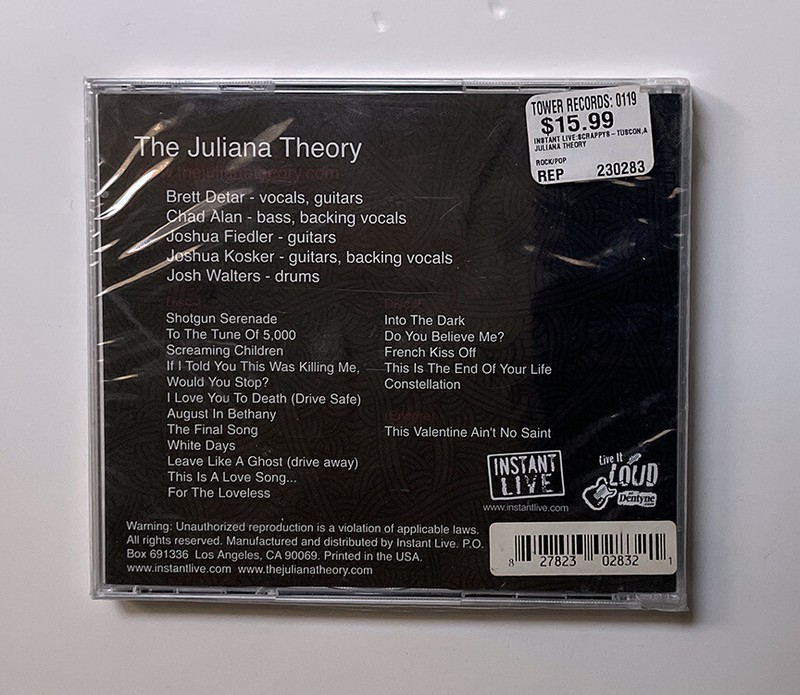 TOWER RECORDS: 0119
$15.99
INSTANT LIVE:SCRAPPYS - TUSCON,A
JULIANA THEORY
ROCK/POP
REP 230283
The Juliana Theory
www.thejulianatheory.com
Brett Detar - vocals, guitars
Chad Alan - bass, backing vocals
Joshua Fiedler - guitars
Joshua Kosker - guitars, backing vocals
Josh Walters - drums
Shotgun Serenade
To The Tune Of 5,000
Screaming Children
If I Told You This Was Killing Me,
Would You Stop?
I Love You To Death (Drive Safe)
August In Bethany
The Final Song
White Days
Leave Like A Ghost (drive away)
This Is A Love Song...
For The Loveless
Into The Dark
Do You Believe Me?
French Kiss Off
This Is The End Of Your Life
Constellation
(Encore)
This Valentine Ain't No Saint
INSTANT
LIVE
www.instantlive.com
Live It
LOUD
Dentyne
Warning: Unauthorized reproduction is a violation of applicable laws.
All rights reserved. Manufactured and distributed by Instant Live. P.O.
Box 691336 Los Angeles, CA 90069. Printed in the USA.
www.instantlive.com www.thejulianatheory.com
8 27823 02832 1